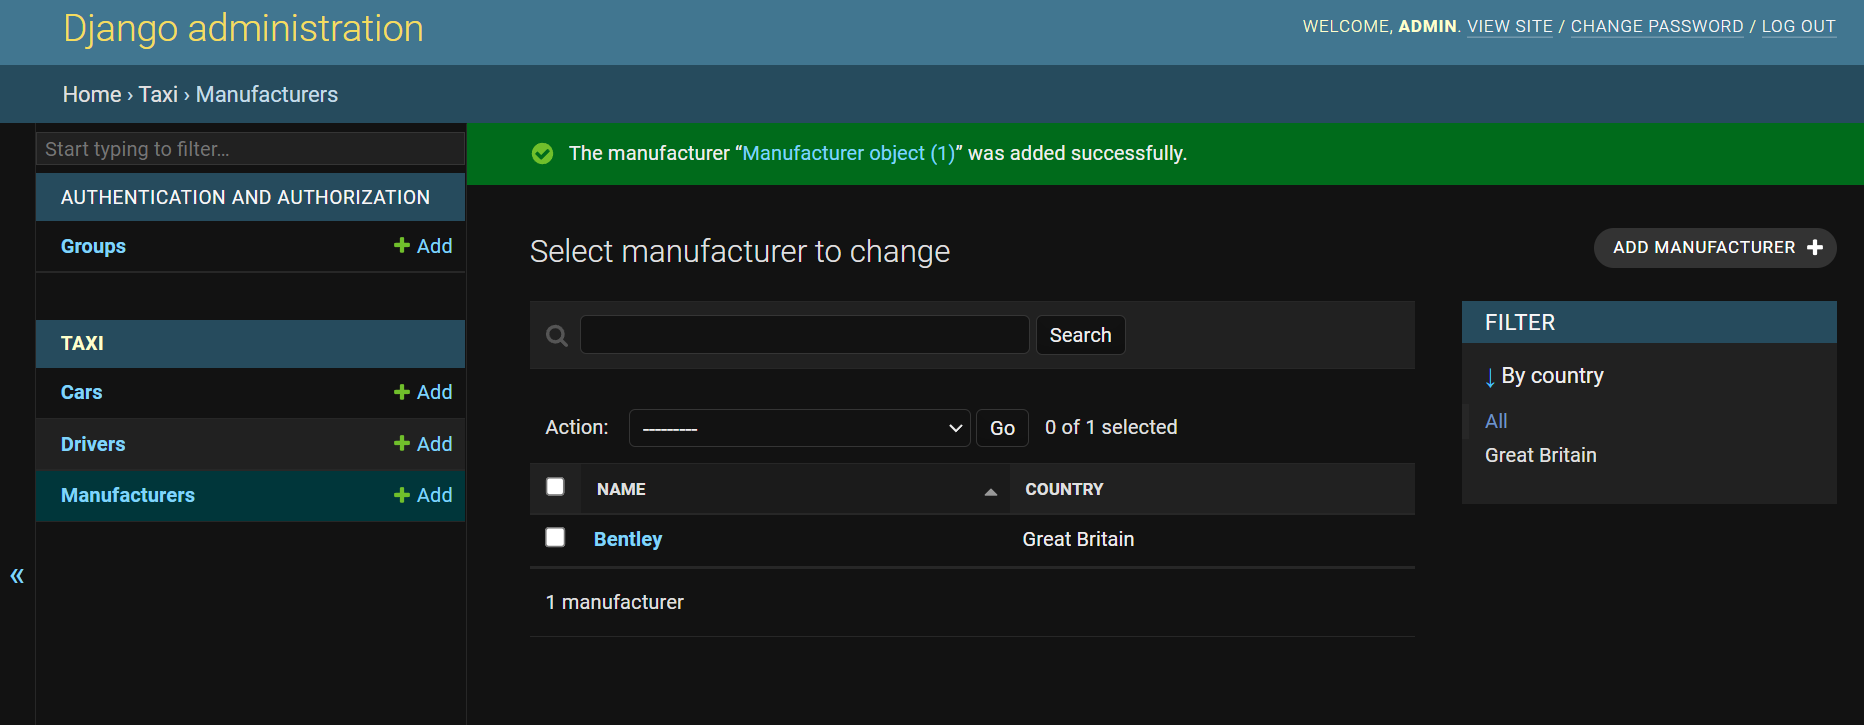 Django administration
WELCOME, ADMIN. VIEW SITE / CHANGE PASSWORD / LOG OUT
Home › Taxi › Manufacturers
Start typing to filter...
AUTHENTICATION AND AUTHORIZATION
Groups + Add
TAXI
Cars + Add
Drivers + Add
Manufacturers + Add
«
The manufacturer “Manufacturer object (1)” was added successfully.
Select manufacturer to change
ADD MANUFACTURER +
Search
Action: --------- Go 0 of 1 selected
NAME COUNTRY
Bentley Great Britain
1 manufacturer
FILTER
↓ By country
All
Great Britain